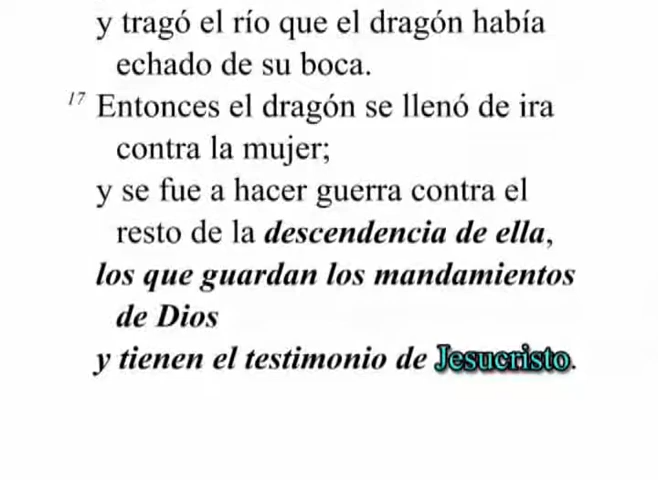 y tragó el río que el dragón había
echado de su boca.
17 Entonces el dragón se llenó de ira
contra la mujer;
y se fue a hacer guerra contra el
resto de la descendencia de ella,
los que guardan los mandamientos
de Dios
y tienen el testimonio de Jesucristo.